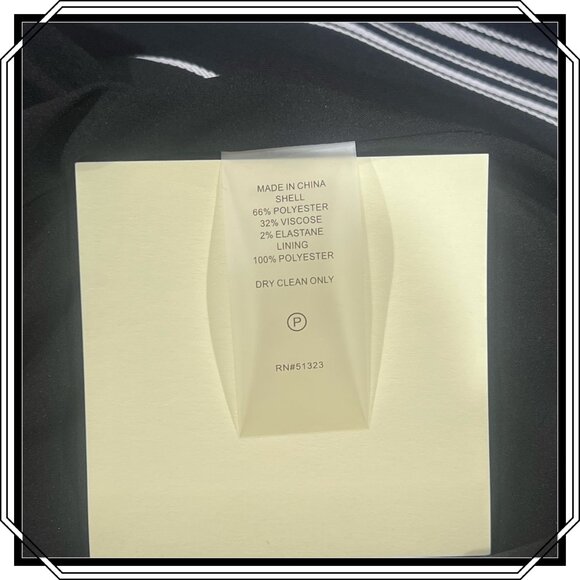 MADE IN CHINA
SHELL
66% POLYESTER
32% VISCOSE
2% ELASTANE
LINING
100% POLYESTER
DRY CLEAN ONLY
P
RN#51323